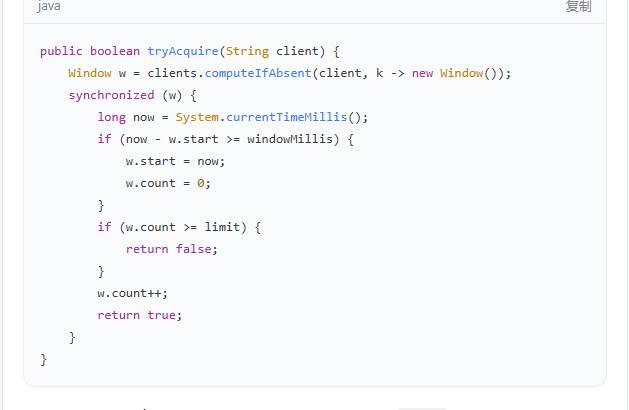 java 复制
public boolean tryAcquire(String client) {
    Window w = clients.computeIfAbsent(client, k -> new Window());
    synchronized (w) {
        long now = System.currentTimeMillis();
        if (now - w.start >= windowMillis) {
            w.start = now;
            w.count = 0;
        }
        if (w.count >= limit) {
            return false;
        }
        w.count++;
        return true;
    }
}